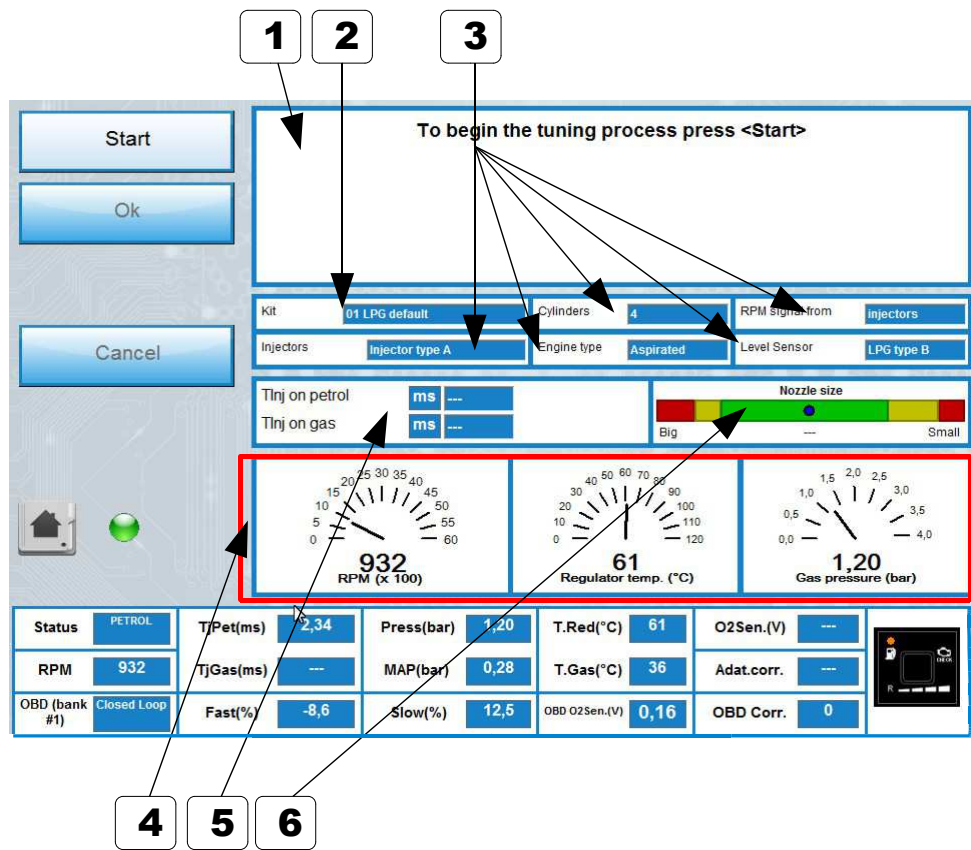 1 2 3
Start
To begin the tuning process press <Start>
Ok
Cancel
Kit 01 LPG default Cylinders 4 RPM signal from injectors
Injectors Injector type A Engine type Aspirated Level Sensor LPG type B
TInj on petrol ms ---
TInj on gas ms ---
Nozzle size
Big --- Small
0 5 10 15 20 25 30 35 40 45 50 55 60
932
RPM (x 100)
0 10 20 30 40 50 60 70 80 90 100 110 120
61
Regulator temp. (°C)
0,0 0,5 1,0 1,5 2,0 2,5 3,0 3,5 4,0
1,20
Gas pressure (bar)
Status PETROL TjPet(ms) 2,34 Press(bar) 1,20 T.Red(°C) 61 O2Sen.(V) ---
RPM 932 TjGas(ms) --- MAP(bar) 0,28 T.Gas(°C) 36 Adat.corr. ---
OBD (bank #1) Closed Loop Fast(%) -8,6 Slow(%) 12,5 OBD O2Sen.(V) 0,16 OBD Corr. 0
CHECK
R
4 5 6